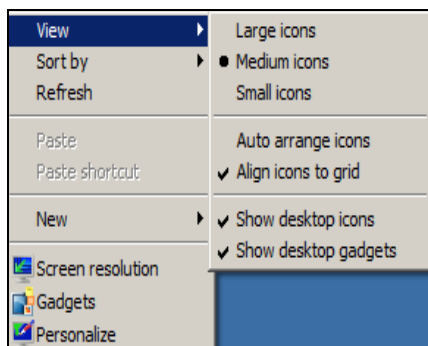 View
Sort by
Refresh
Paste
Paste shortcut
New
Screen resolution
Gadgets
Personalize
Large icons
Medium icons
Small icons
Auto arrange icons
Align icons to grid
Show desktop icons
Show desktop gadgets